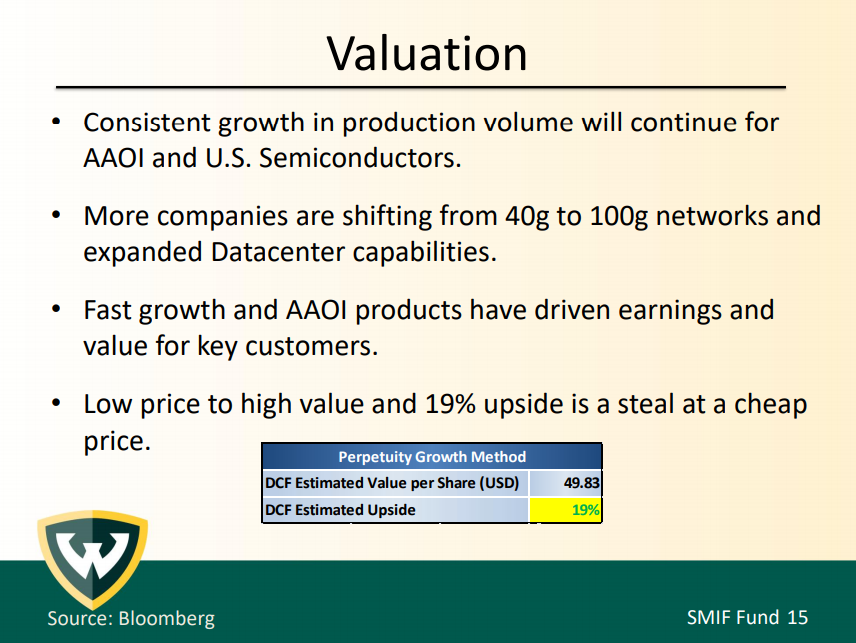 Valuation
• Consistent growth in production volume will continue for
AAOI and U.S. Semiconductors.
• More companies are shifting from 40g to 100g networks and
expanded Datacenter capabilities.
• Fast growth and AAOI products have driven earnings and
value for key customers.
• Low price to high value and 19% upside is a steal at a cheap
price.
Perpetuity Growth Method
DCF Estimated Value per Share (USD) 49.83
DCF Estimated Upside 19%
W
Source: Bloomberg
SMIF Fund 15